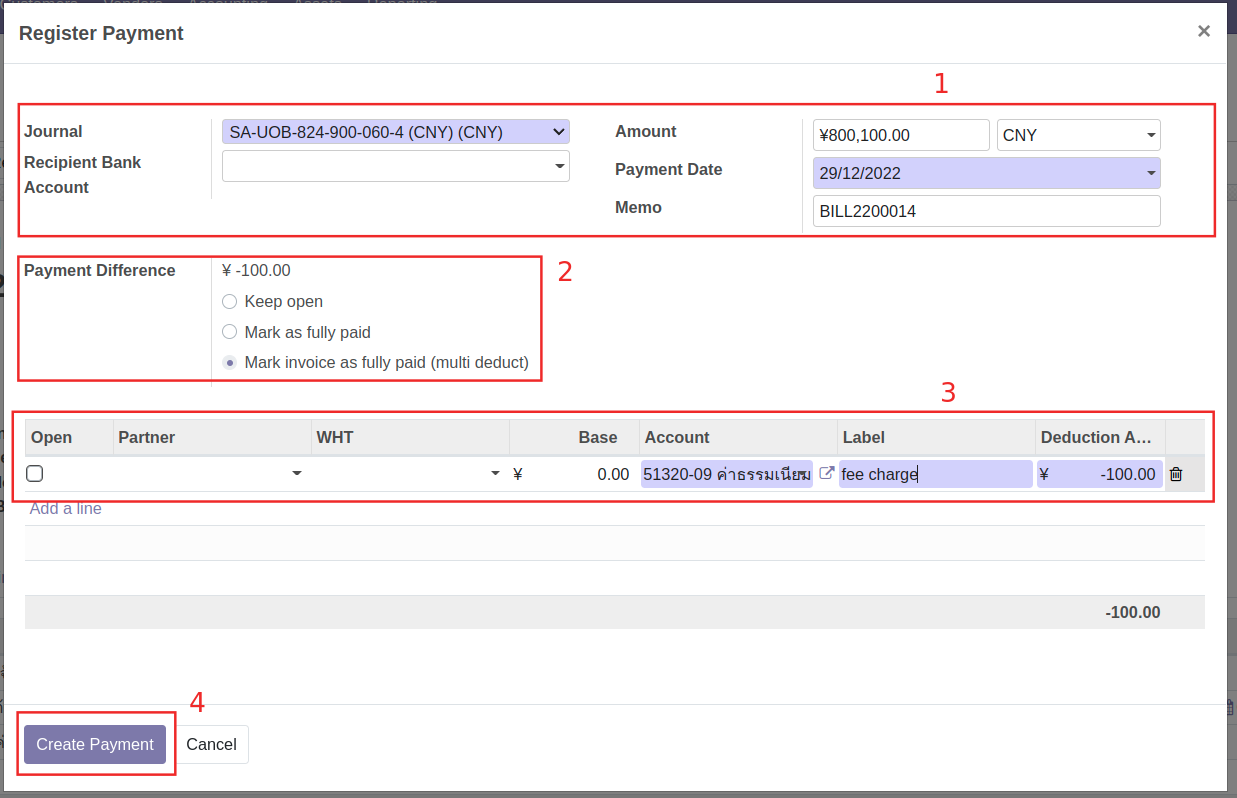 Register Payment ×
1
Journal SA-UOB-824-900-060-4 (CNY) (CNY) Amount ¥800,100.00 CNY
Recipient Bank Account Payment Date 29/12/2022
Memo BILL2200014
Payment Difference ¥ -100.00 2
Keep open
Mark as fully paid
Mark invoice as fully paid (multi deduct)
3
Open Partner WHT Base Account Label Deduction A...
¥ 0.00 51320-09 ค่าธรรมเนียม fee charge ¥ -100.00
Add a line
-100.00
4
Create Payment Cancel